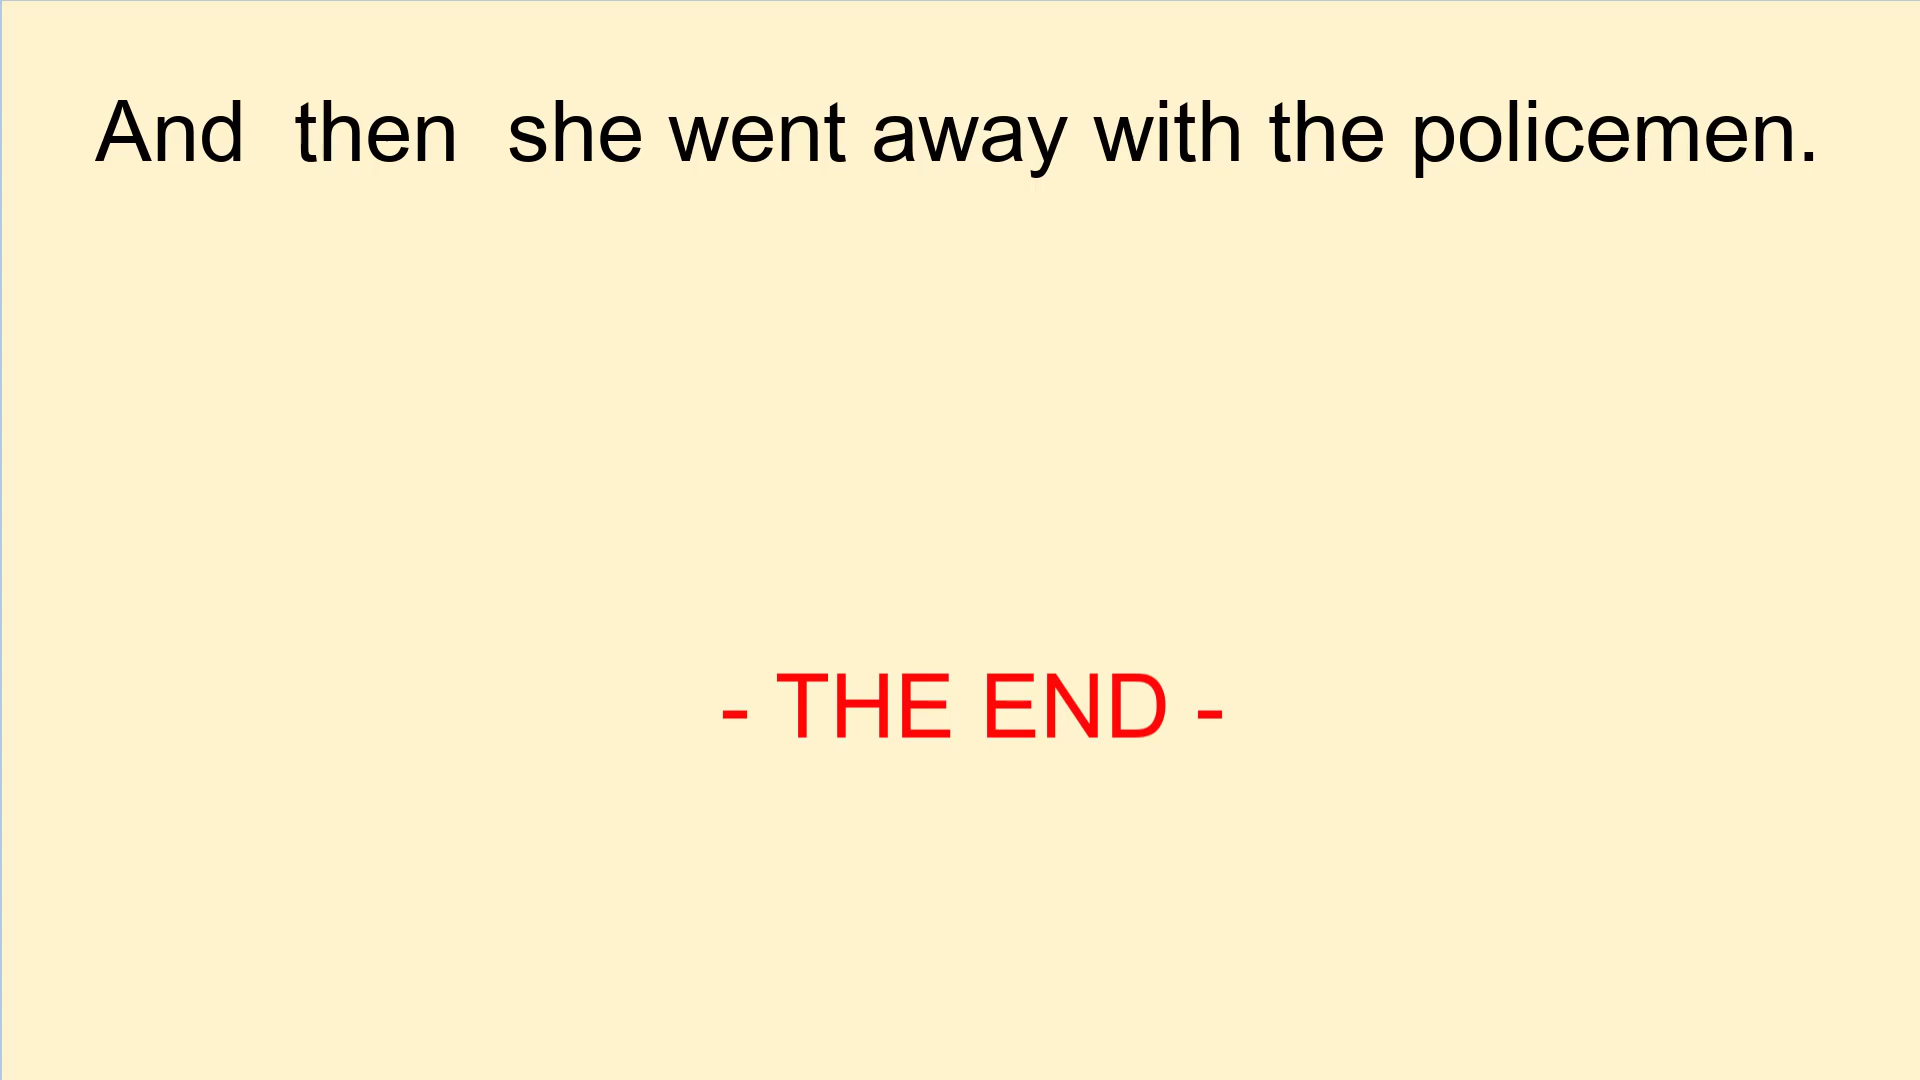 And  then  she went away with the policemen.
- THE END -